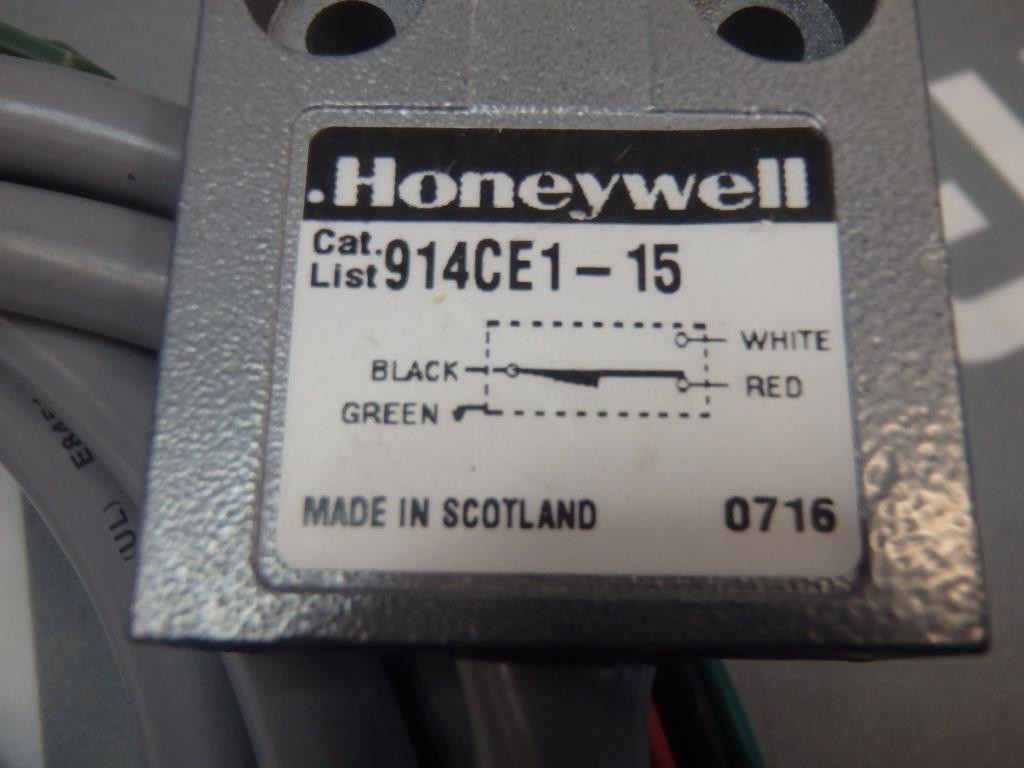 .Honeywell
Cat.
List 914CE1-15
WHITE
BLACK
RED
GREEN
MADE IN SCOTLAND 0716
(UL)